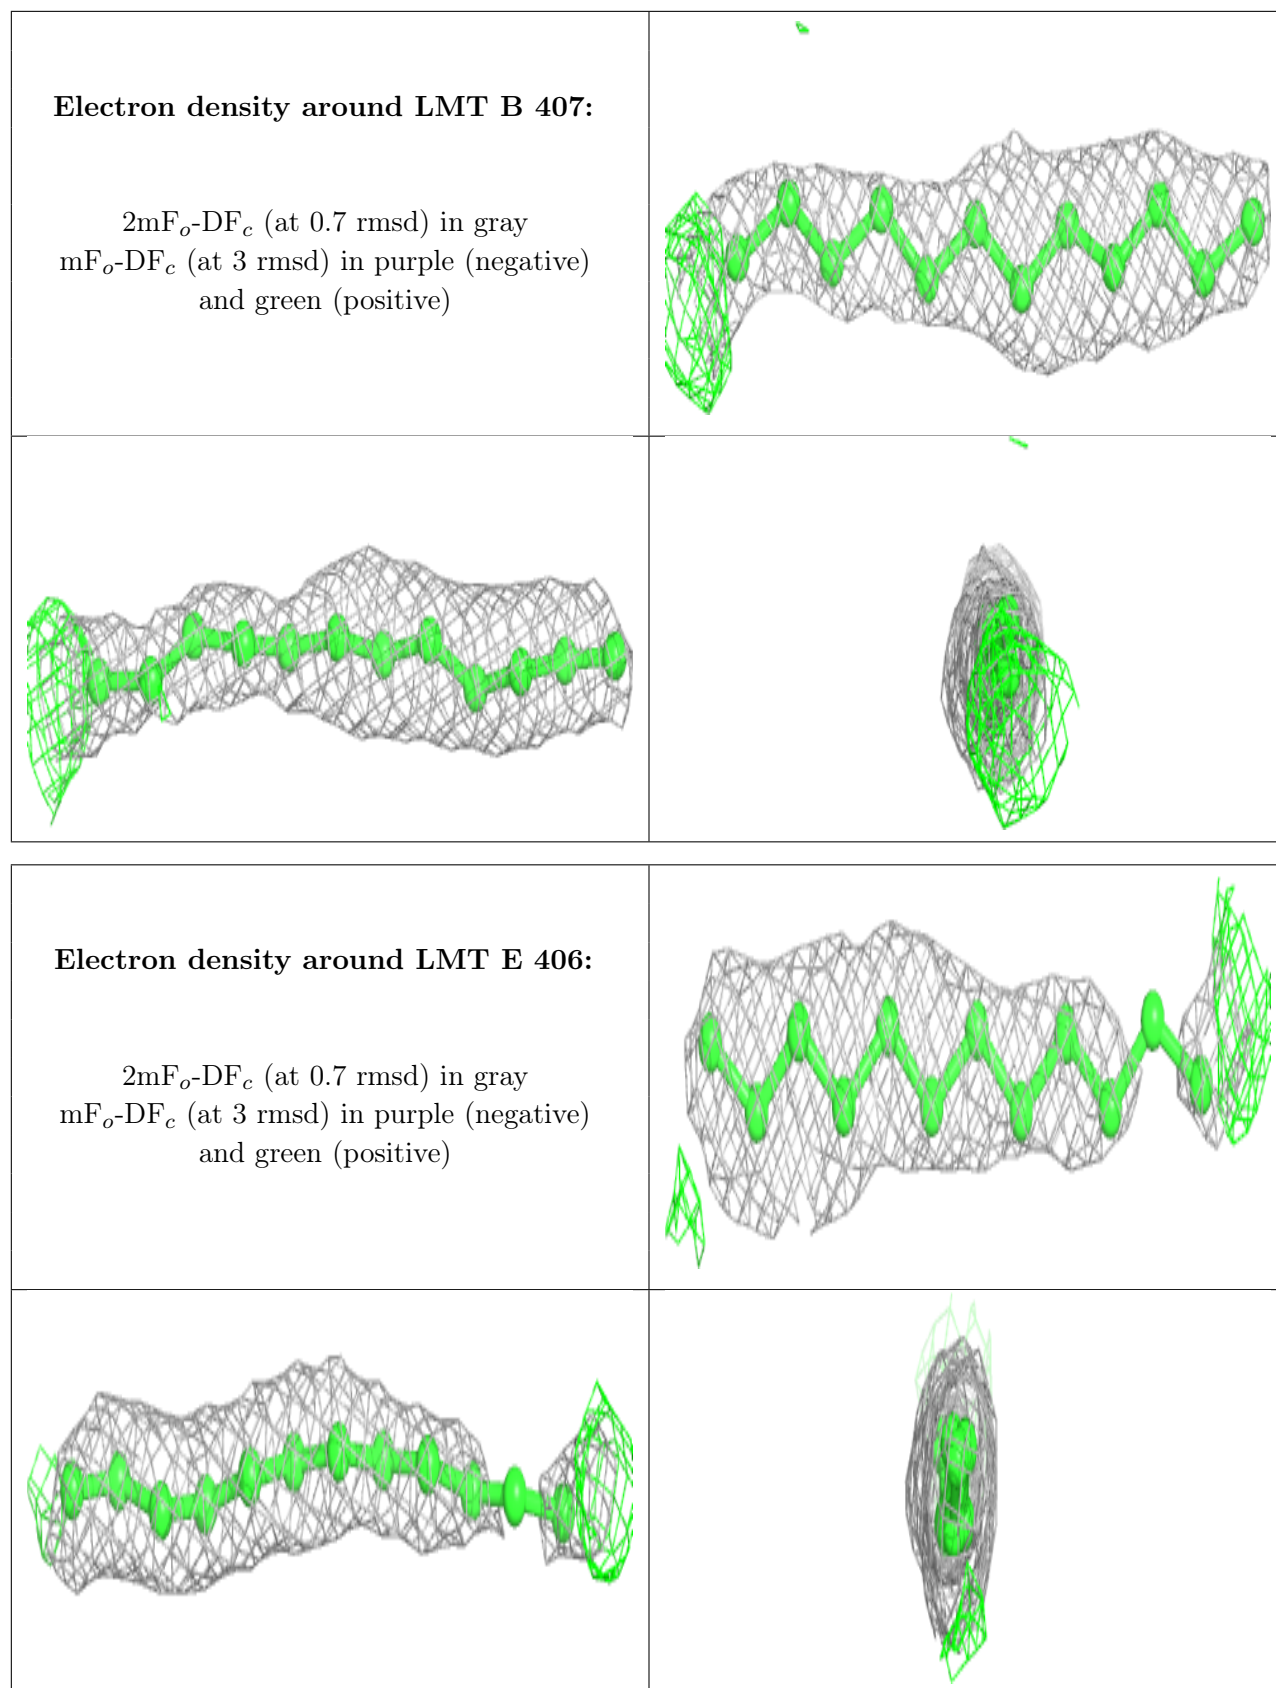 Electron density around LMT B 407:
2mFₒ-DF𝑐 (at 0.7 rmsd) in gray
mFₒ-DF𝑐 (at 3 rmsd) in purple (negative)
and green (positive)
Electron density around LMT E 406:
2mFₒ-DF𝑐 (at 0.7 rmsd) in gray
mFₒ-DF𝑐 (at 3 rmsd) in purple (negative)
and green (positive)